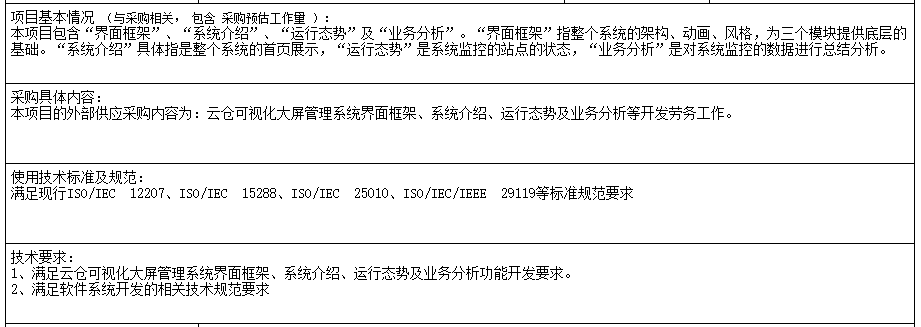 项目基本情况 （与采购相关， 包含 采购预估工作量 ）：
本项目包含“界面框架”、“系统介绍”、“运行态势”及“业务分析”。“界面框架”指整个系统的架构、动画、风格，为三个模块提供底层的
基础。“系统介绍”具体指是整个系统的首页展示，“运行态势”是系统监控的站点的状态，“业务分析”是对系统监控的数据进行总结分析。
采购具体内容：
本项目的外部供应采购内容为：云仓可视化大屏管理系统界面框架、系统介绍、运行态势及业务分析等开发劳务工作。
使用技术标准及规范：
满足现行ISO/IEC 12207、ISO/IEC 15288、ISO/IEC 25010、ISO/IEC/IEEE 29119等标准规范要求
技术要求：
1、满足云仓可视化大屏管理系统界面框架、系统介绍、运行态势及业务分析功能开发要求。
2、满足软件系统开发的相关技术规范要求